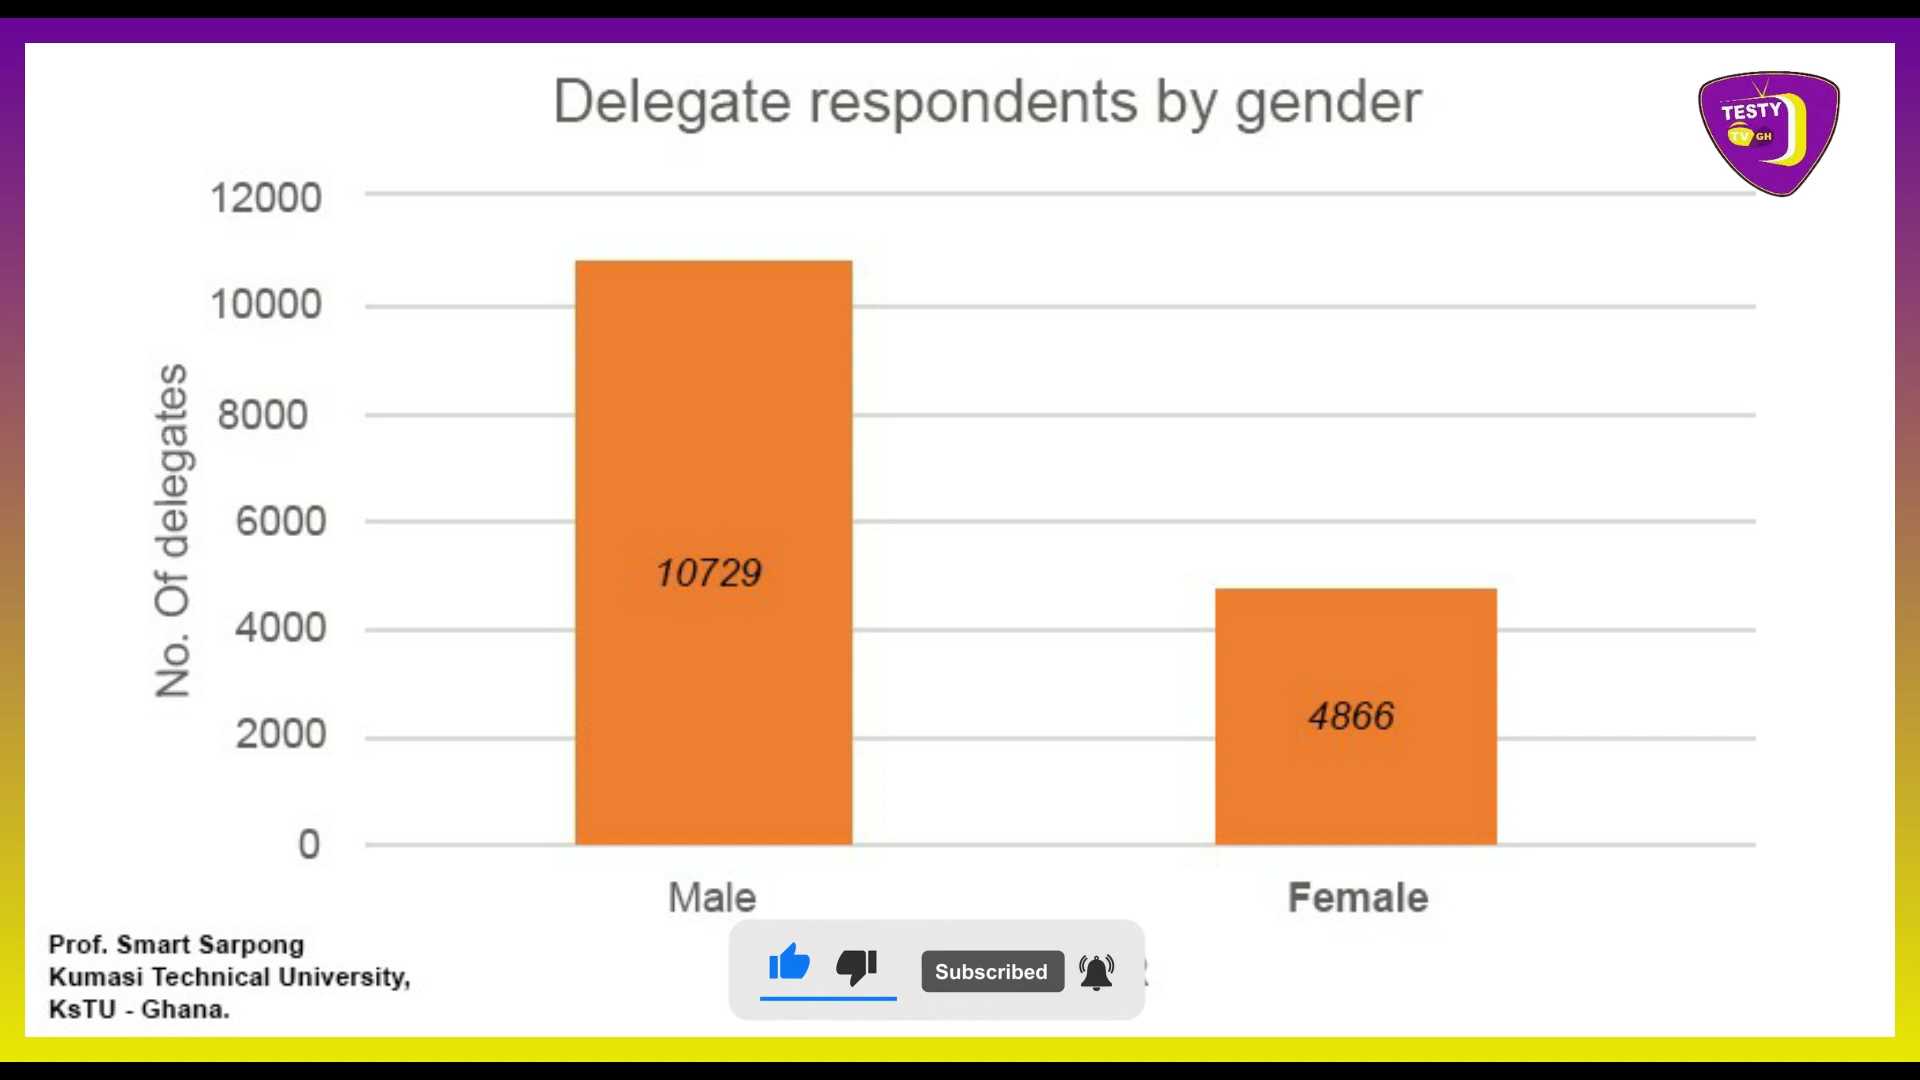 Delegate respondents by gender
TESTY
TV GH
12000
10000
8000
6000
4000
2000
0
No. Of delegates
10729
4866
Male
Female
Prof. Smart Sarpong
Kumasi Technical University,
KsTU - Ghana.
Subscribed